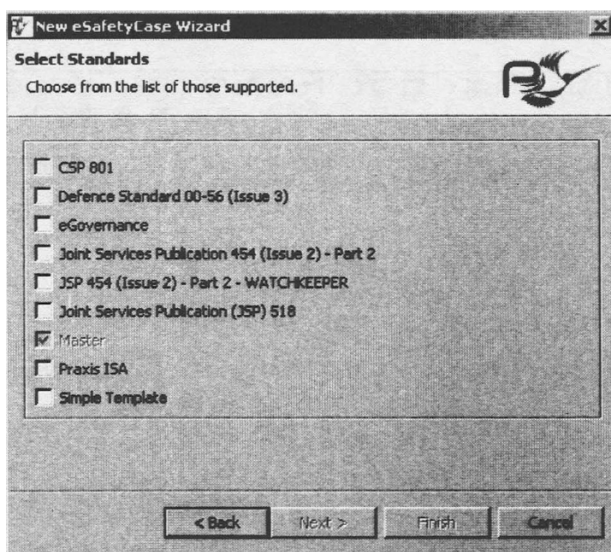 New eSafetyCase Wizard
Select Standards
Choose from the list of those supported.
CSP 801
Defence Standard 00-56 (Issue 3)
eGovernance
Joint Services Publication 454 (Issue 2) - Part 2
JSP 454 (Issue 2) - Part 2 - WATCHKEEPER
Joint Services Publication (JSP) 518
Master
Praxis ISA
Simple Template
< Back Next > Finish Cancel